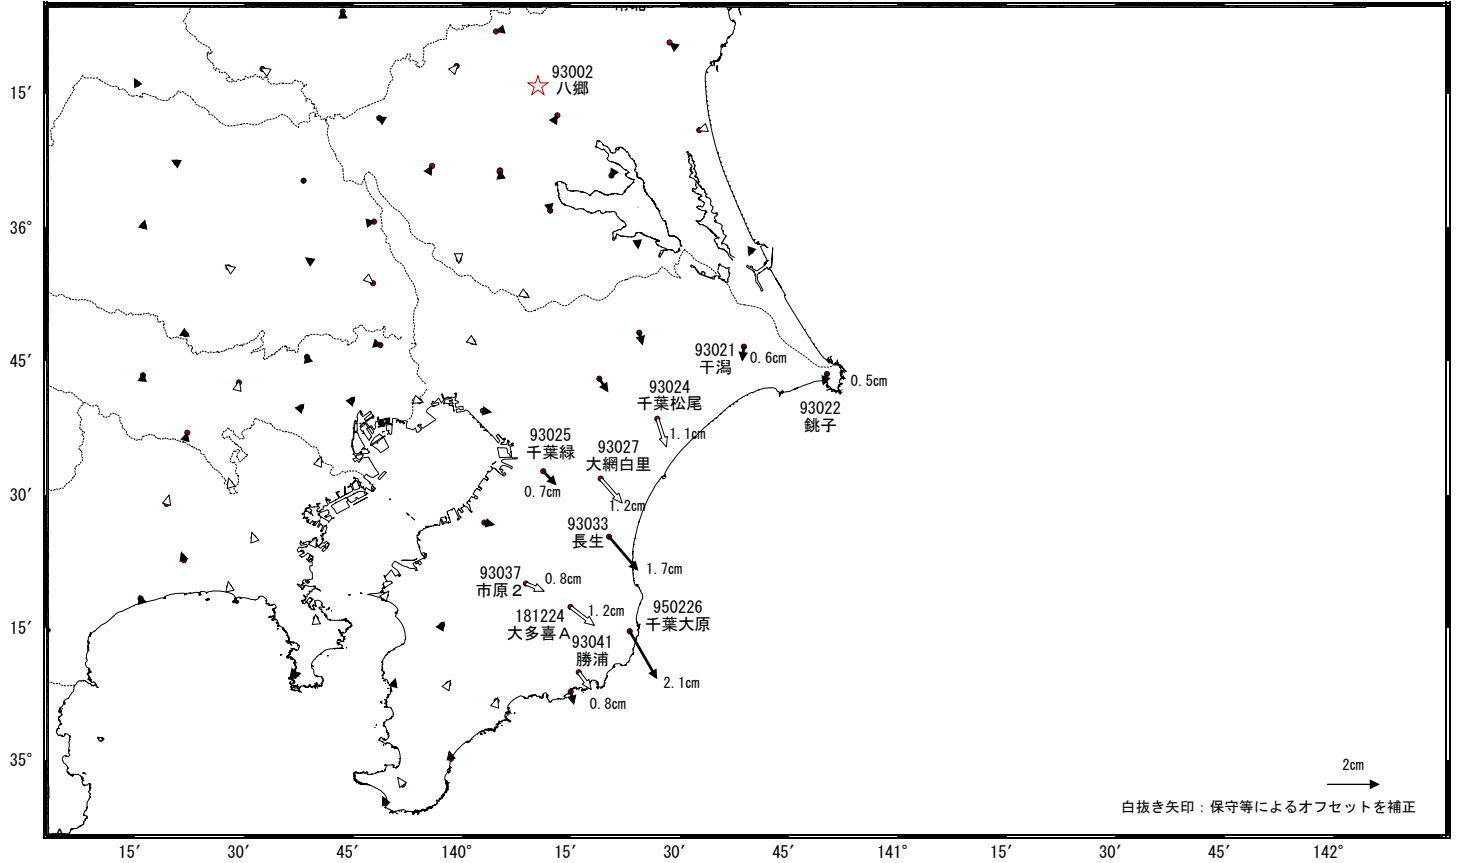 93002
八郷
15′
36°
45′
30′
15′
35°
93021
干潟
0.6cm
0.5cm
93022
銚子
93024
千葉松尾
1.1cm
93025
千葉緑
0.7cm
93027
大網白里
1.2cm
93033
長生
1.7cm
93037
市原２
0.8cm
181224
大多喜A
1.2cm
950226
千葉大原
2.1cm
93041
勝浦
0.8cm
2cm
白抜き矢印：保守等によるオフセットを補正
15′
30′
45′
140°
15′
30′
45′
141°
15′
30′
45′
142°